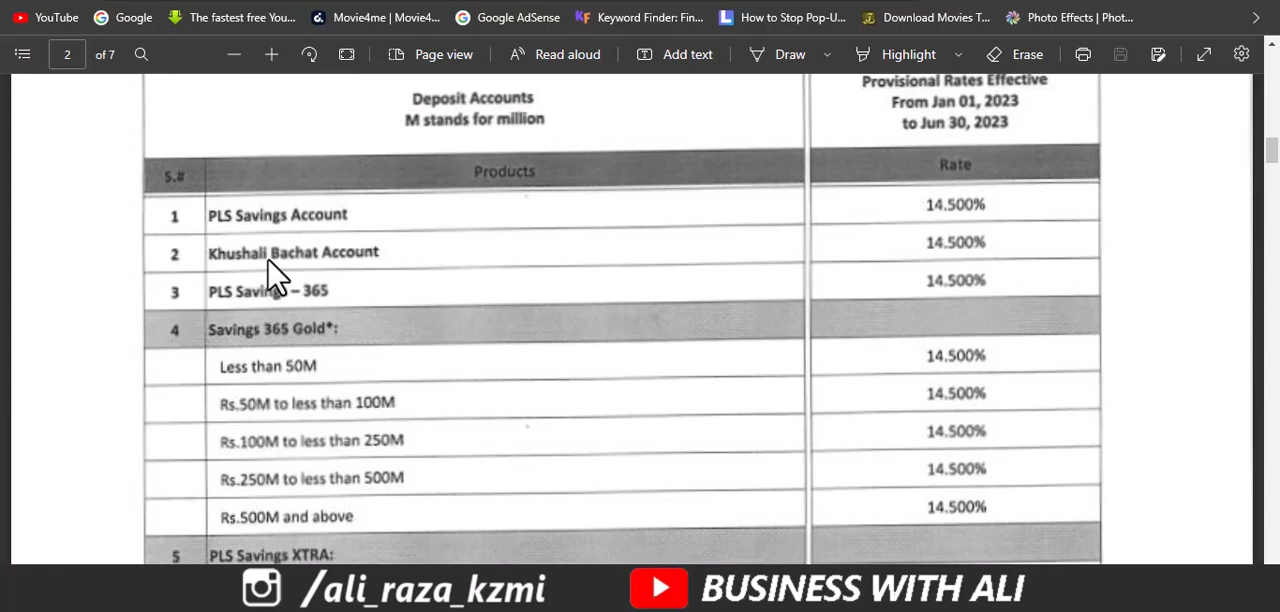 YouTube Google The fastest free You... Movie4me | Movie4... Google AdSense Keyword Finder: Fin... How to Stop Pop-U... Download Movies T... Photo Effects | Phot...
2 of 7 Page view Read aloud Add text Draw Highlight Erase
Deposit Accounts
M stands for million
Provisional Rates Effective
From Jan 01, 2023
to Jun 30, 2023
S.# Products Rate
1 PLS Savings Account 14.500%
2 Khushali Bachat Account 14.500%
3 PLS Savings – 365 14.500%
4 Savings 365 Gold*:
Less than 50M 14.500%
Rs.50M to less than 100M 14.500%
Rs.100M to less than 250M 14.500%
Rs.250M to less than 500M 14.500%
Rs.500M and above 14.500%
5 PLS Savings XTRA:
/ali_raza_kzmi BUSINESS WITH ALI